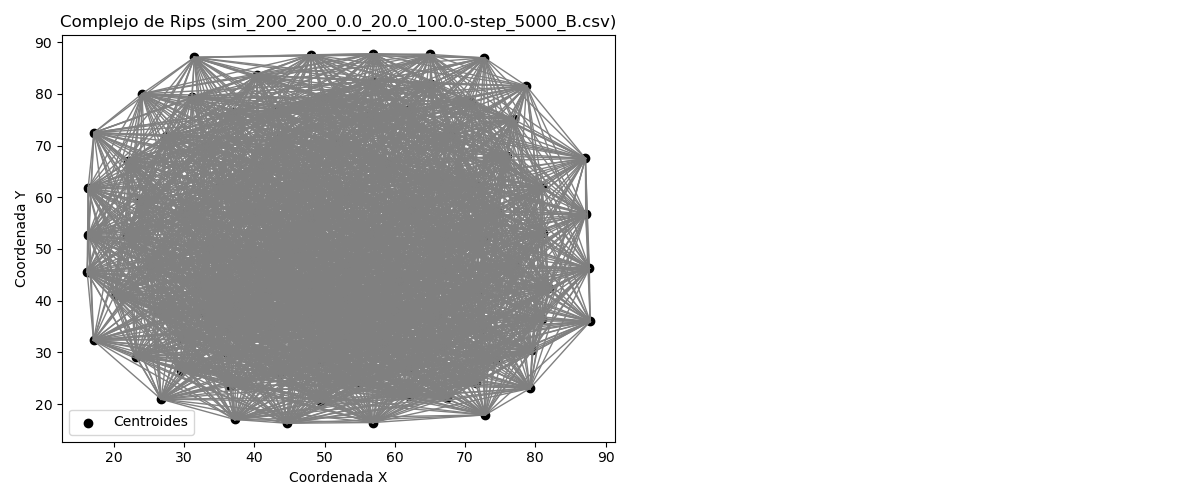 Complejo de Rips (sim_200_200_0.0_20.0_100.0-step_5000_B.csv)
90
80
70
60
50
40
30
20
Coordenada Y
Centroides
20 30 40 50 60 70 80 90
Coordenada X